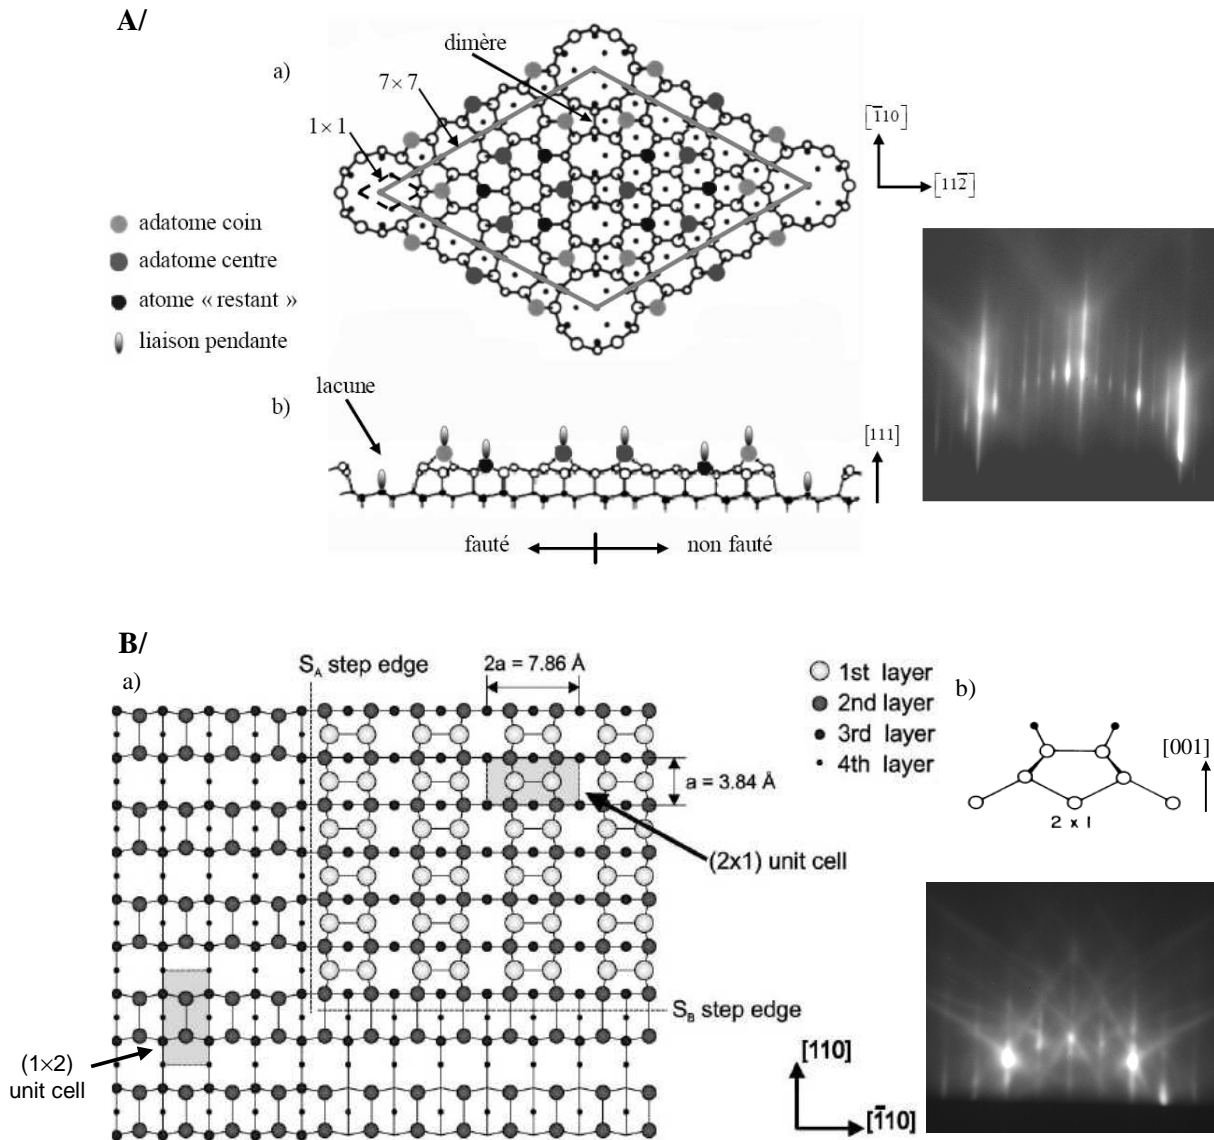 A/
dimère
a)
7×7
1×1
[1̄10]
[112̄]
adatome coin
adatome centre
atome « restant »
liaison pendante
lacune
b)
[111]
fauté
non fauté
B/
a)
S_A step edge
2a = 7.86 Å
1st layer
2nd layer
3rd layer
4th layer
b)
[001]
2 x 1
a = 3.84 Å
(2x1) unit cell
S_B step edge
(1×2)
unit cell
[110]
[1̄10]